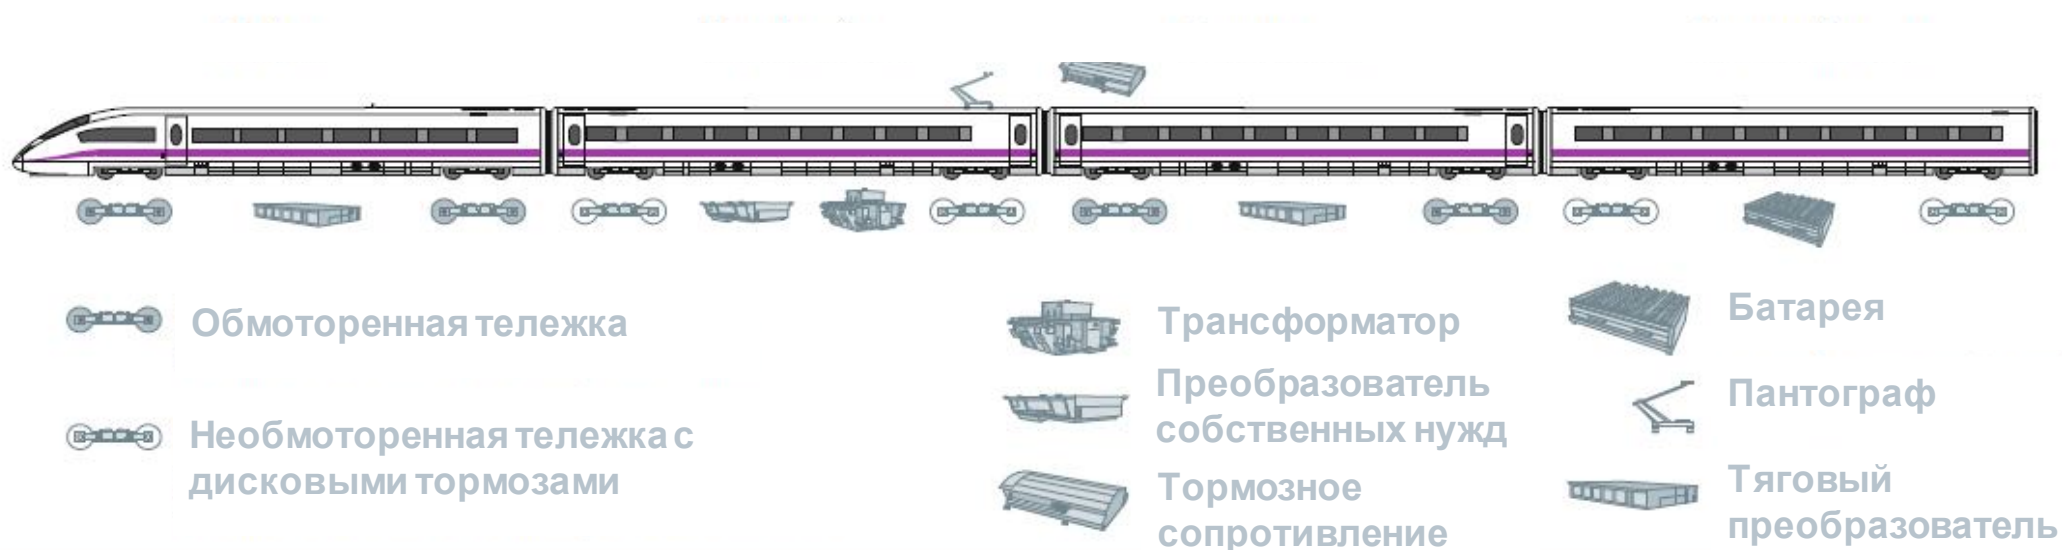 Обмоторенная тележка
Необмоторенная тележка с
дисковыми тормозами
Трансформатор
Преобразователь
собственных нужд
Тормозное
сопротивление
Батарея
Пантограф
Тяговый
преобразователь